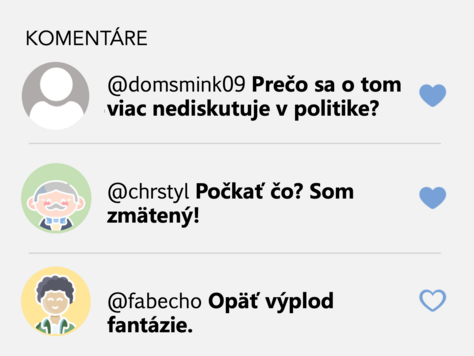 KOMENTÁRE
@domsmink09 Prečo sa o tom
viac nediskutuje v politike?
@chrstyl Počkať čo? Som
zmätený!
@fabecho Opäť výplod
fantázie.